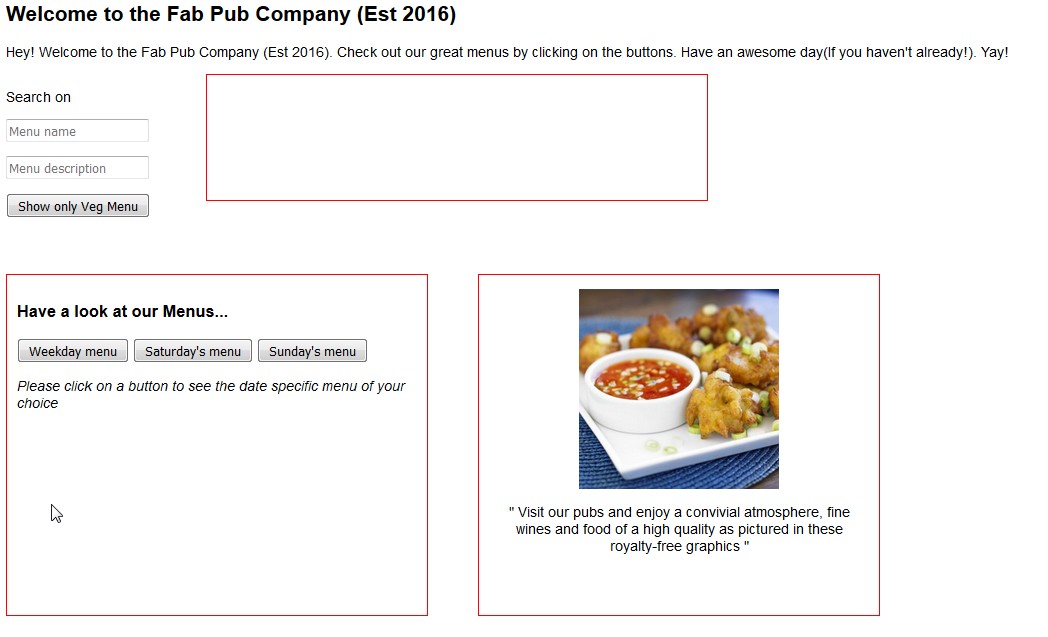 Welcome to the Fab Pub Company (Est 2016)
Hey! Welcome to the Fab Pub Company (Est 2016). Check out our great menus by clicking on the buttons. Have an awesome day(If you haven't already!). Yay!
Search on
Menu name
Menu description
Show only Veg Menu
Have a look at our Menus...
Weekday menu Saturday's menu Sunday's menu
Please click on a button to see the date specific menu of your
choice
" Visit our pubs and enjoy a convivial atmosphere, fine
wines and food of a high quality as pictured in these
royalty-free graphics "